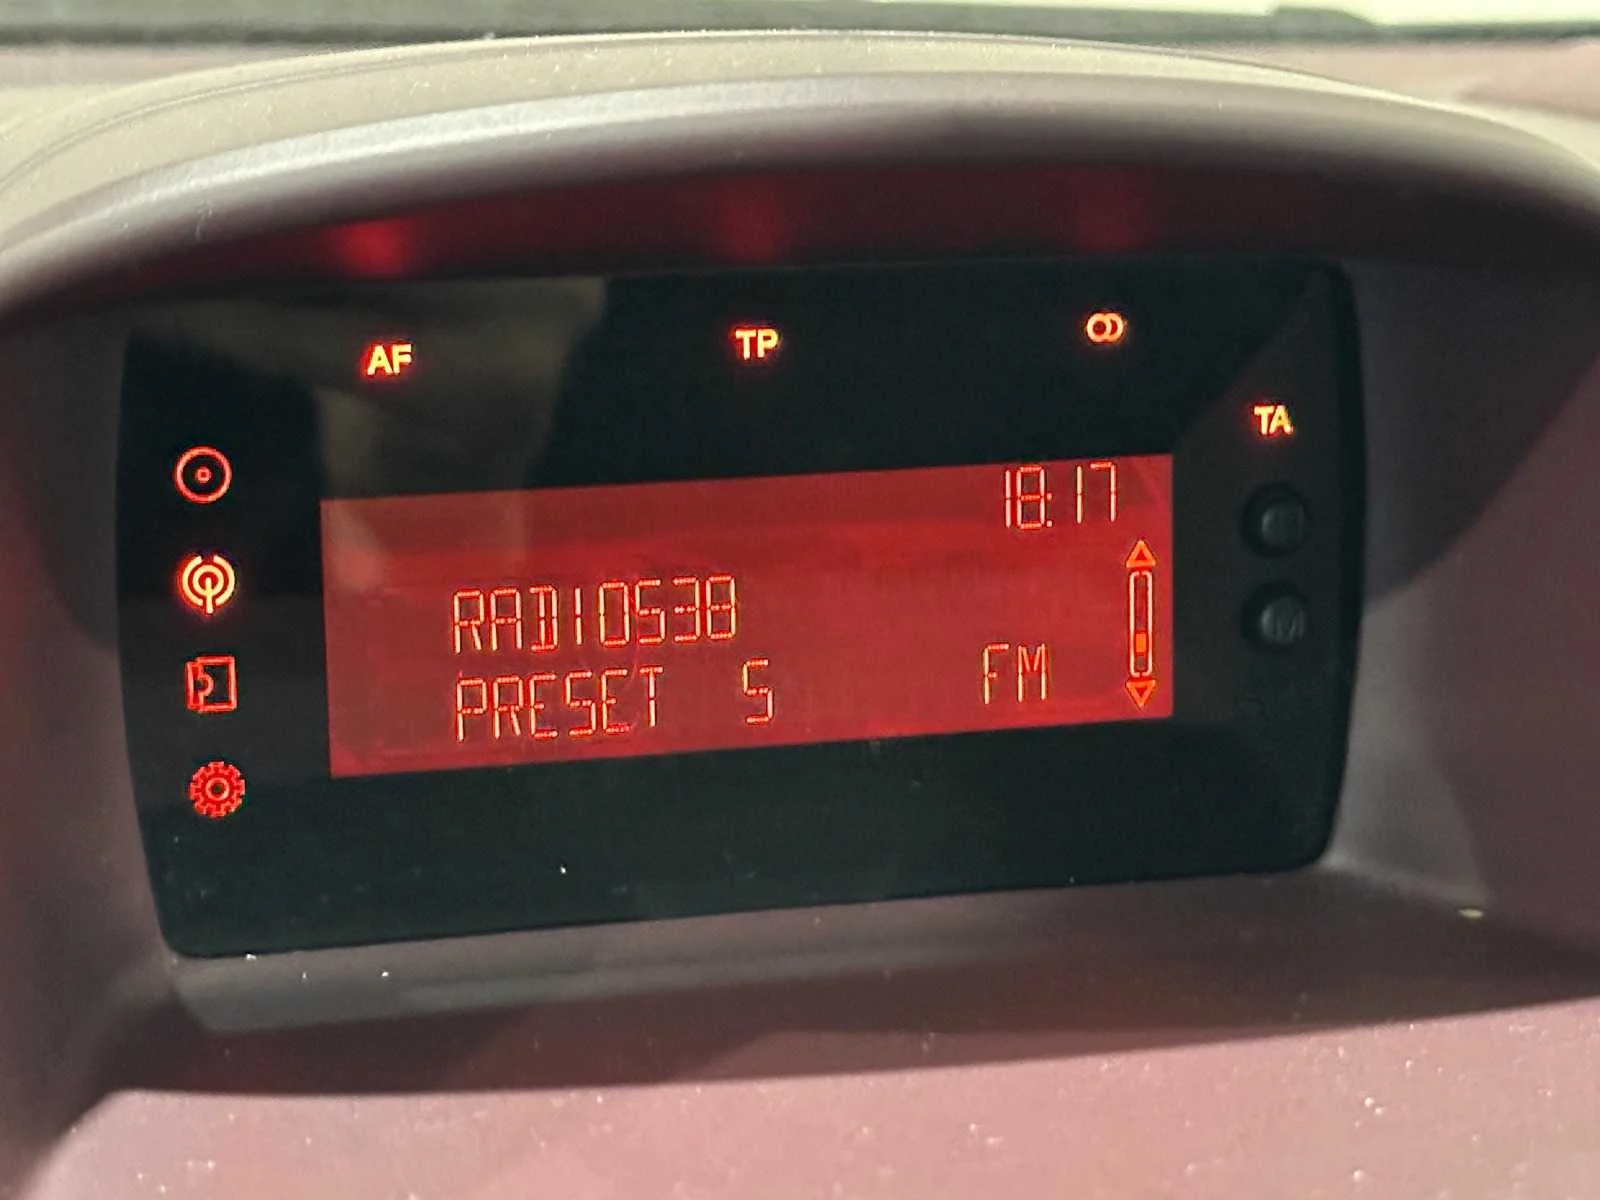 AF TP
TA
18:17
RADIO538
PRESET 5 FM